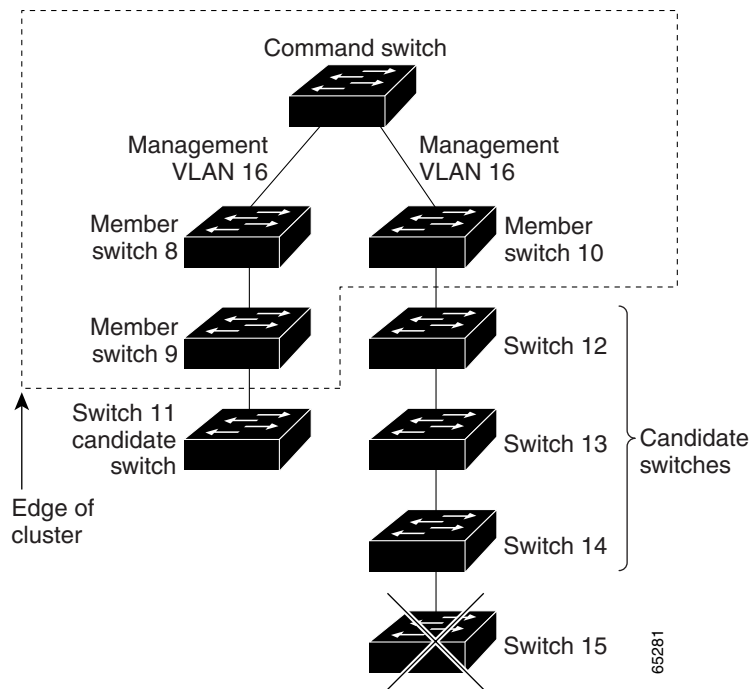 Command switch
Management
VLAN 16
Management
VLAN 16
Member
switch 8
Member
switch 10
Member
switch 9
Switch 12
Switch 11
candidate
switch
Switch 13
Candidate
switches
Edge of
cluster
Switch 14
Switch 15
65281